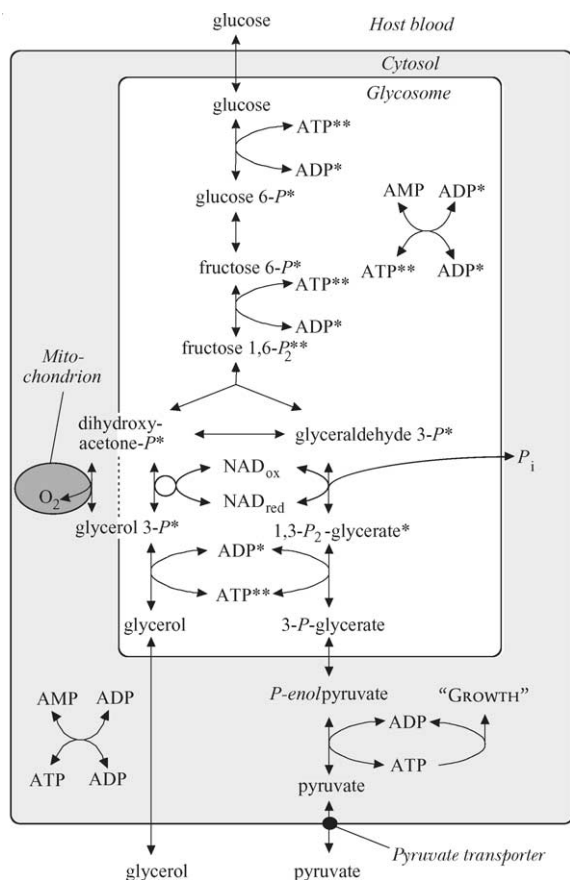 glucose
Host blood
Cytosol
Glycosome
glucose
ATP**
ADP*
glucose 6-P*
AMP ADP*
ATP** ADP*
fructose 6-P*
ATP**
ADP*
fructose 1,6-P₂**
Mito-
chondrion
dihydroxy-
acetone-P*
glyceraldehyde 3-P*
NADox
Pi
O₂
NADred
glycerol 3-P*
1,3-P₂-glycerate*
ADP*
ATP**
glycerol
3-P-glycerate
P-enolpyruvate
"GROWTH"
AMP ADP
ADP
ATP ADP
ATP
pyruvate
Pyruvate transporter
glycerol
pyruvate